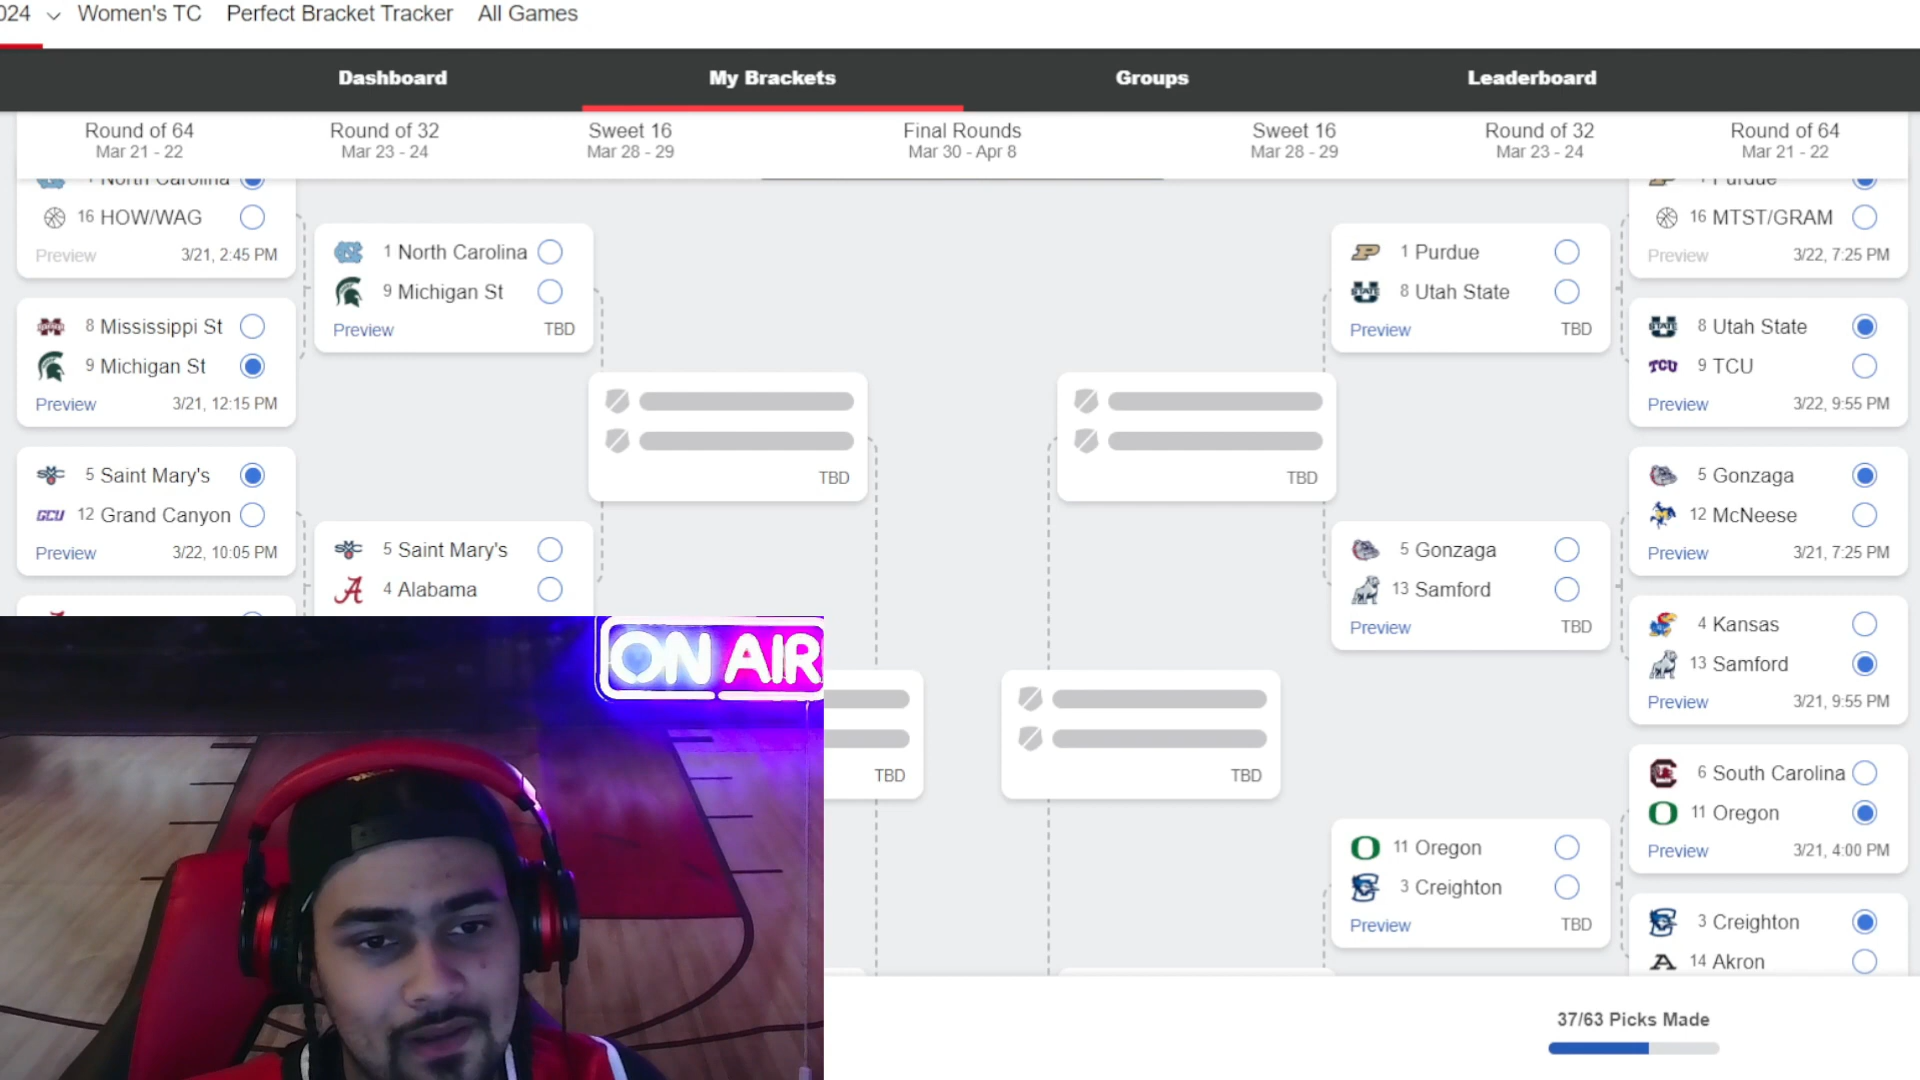 024 Women's TC Perfect Bracket Tracker All Games
Dashboard My Brackets Groups Leaderboard
Round of 64
Mar 21 - 22
Round of 32
Mar 23 - 24
Sweet 16
Mar 28 - 29
Final Rounds
Mar 30 - Apr 8
Sweet 16
Mar 28 - 29
Round of 32
Mar 23 - 24
Round of 64
Mar 21 - 22
1 North Carolina
16 HOW/WAG
Preview 3/21, 2:45 PM
8 Mississippi St
9 Michigan St
Preview 3/21, 12:15 PM
5 Saint Mary's
GCU 12 Grand Canyon
Preview 3/22, 10:05 PM
1 North Carolina
9 Michigan St
Preview TBD
5 Saint Mary's
4 Alabama
TBD
TBD
TBD
TBD
1 Purdue
8 Utah State
Preview TBD
5 Gonzaga
13 Samford
Preview TBD
11 Oregon
3 Creighton
Preview TBD
1 Purdue
16 MTST/GRAM
Preview 3/22, 7:25 PM
8 Utah State
TCU 9 TCU
Preview 3/22, 9:55 PM
5 Gonzaga
12 McNeese
Preview 3/21, 7:25 PM
4 Kansas
13 Samford
Preview 3/21, 9:55 PM
6 South Carolina
11 Oregon
Preview 3/21, 4:00 PM
3 Creighton
14 Akron
ON AIR
37/63 Picks Made